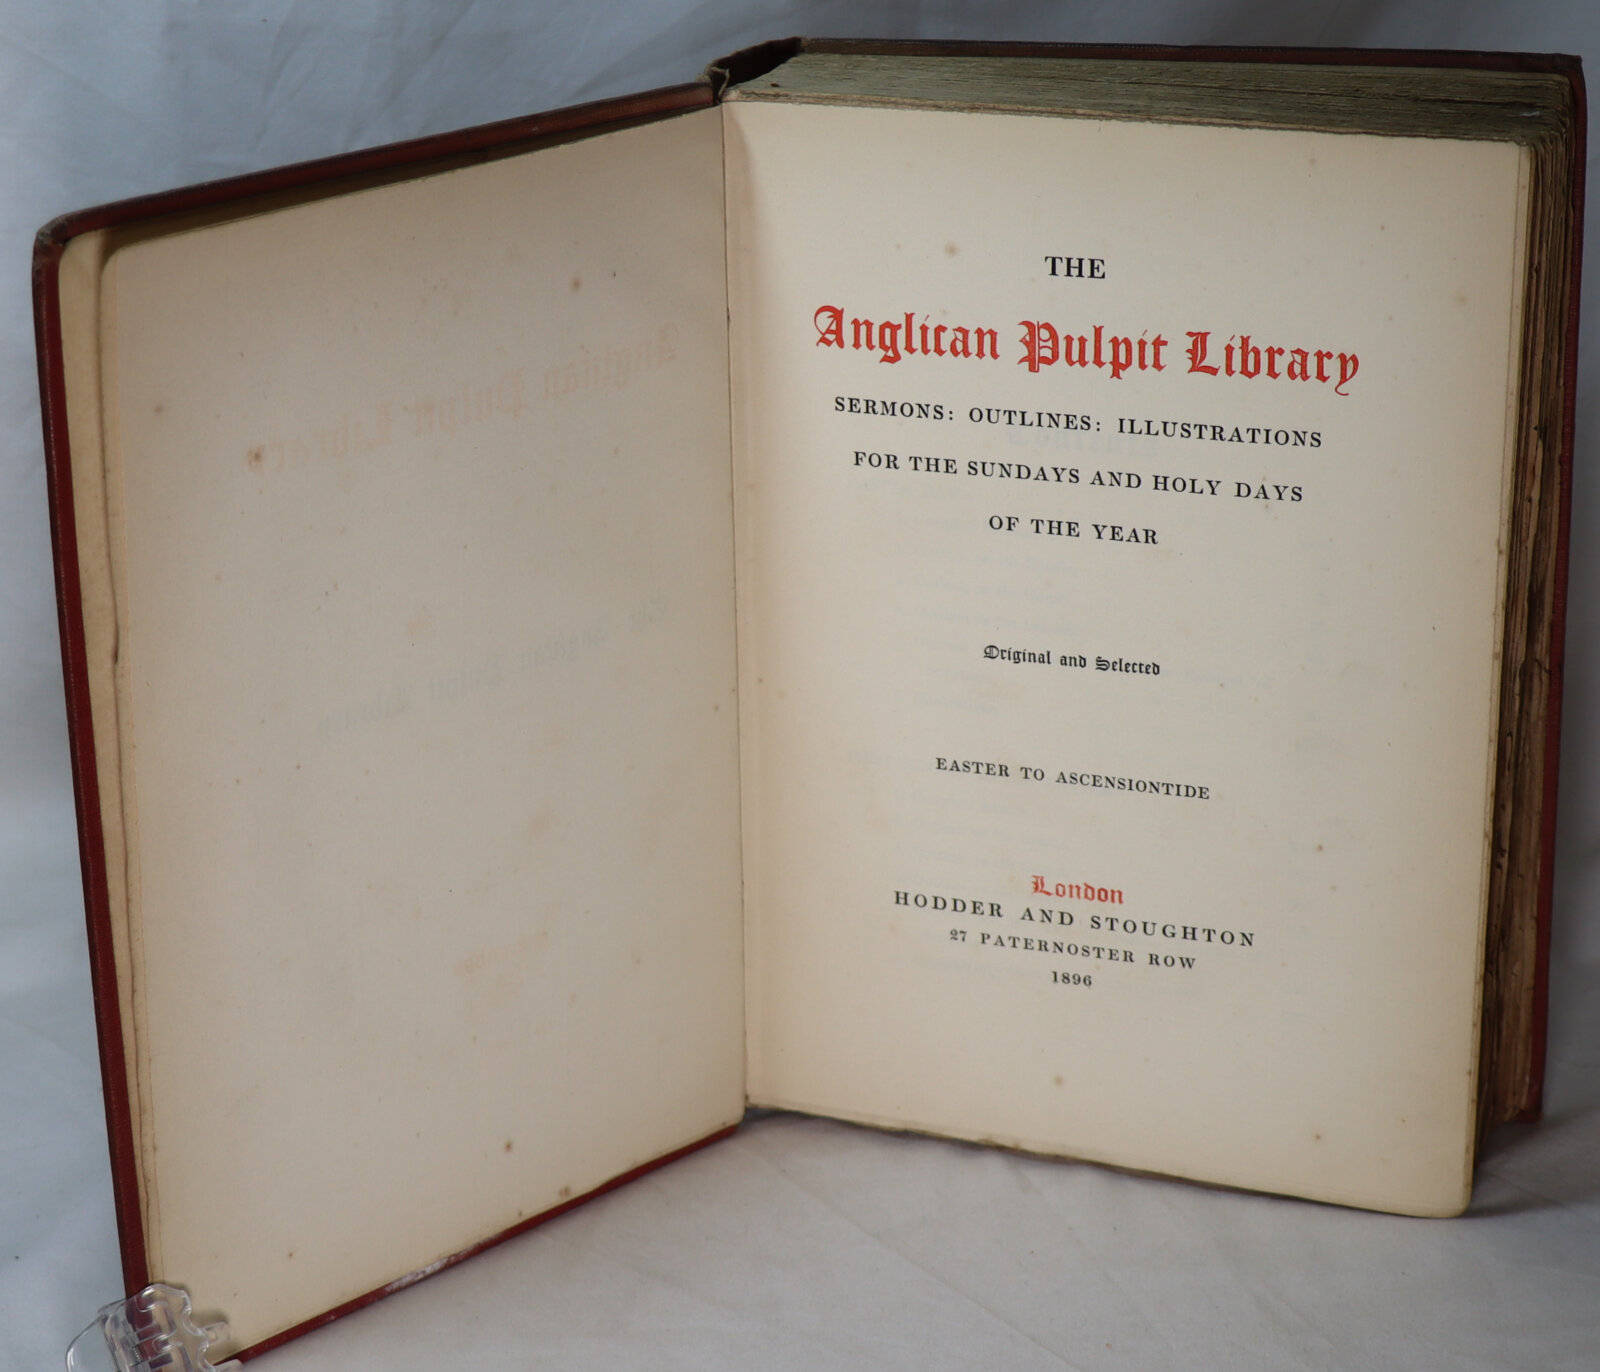 THE
Anglican Pulpit Library
SERMONS: OUTLINES: ILLUSTRATIONS
FOR THE SUNDAYS AND HOLY DAYS
OF THE YEAR
Original and Selected
EASTER TO ASCENSIONTIDE
London
HODDER AND STOUGHTON
27 PATERNOSTER ROW
1896